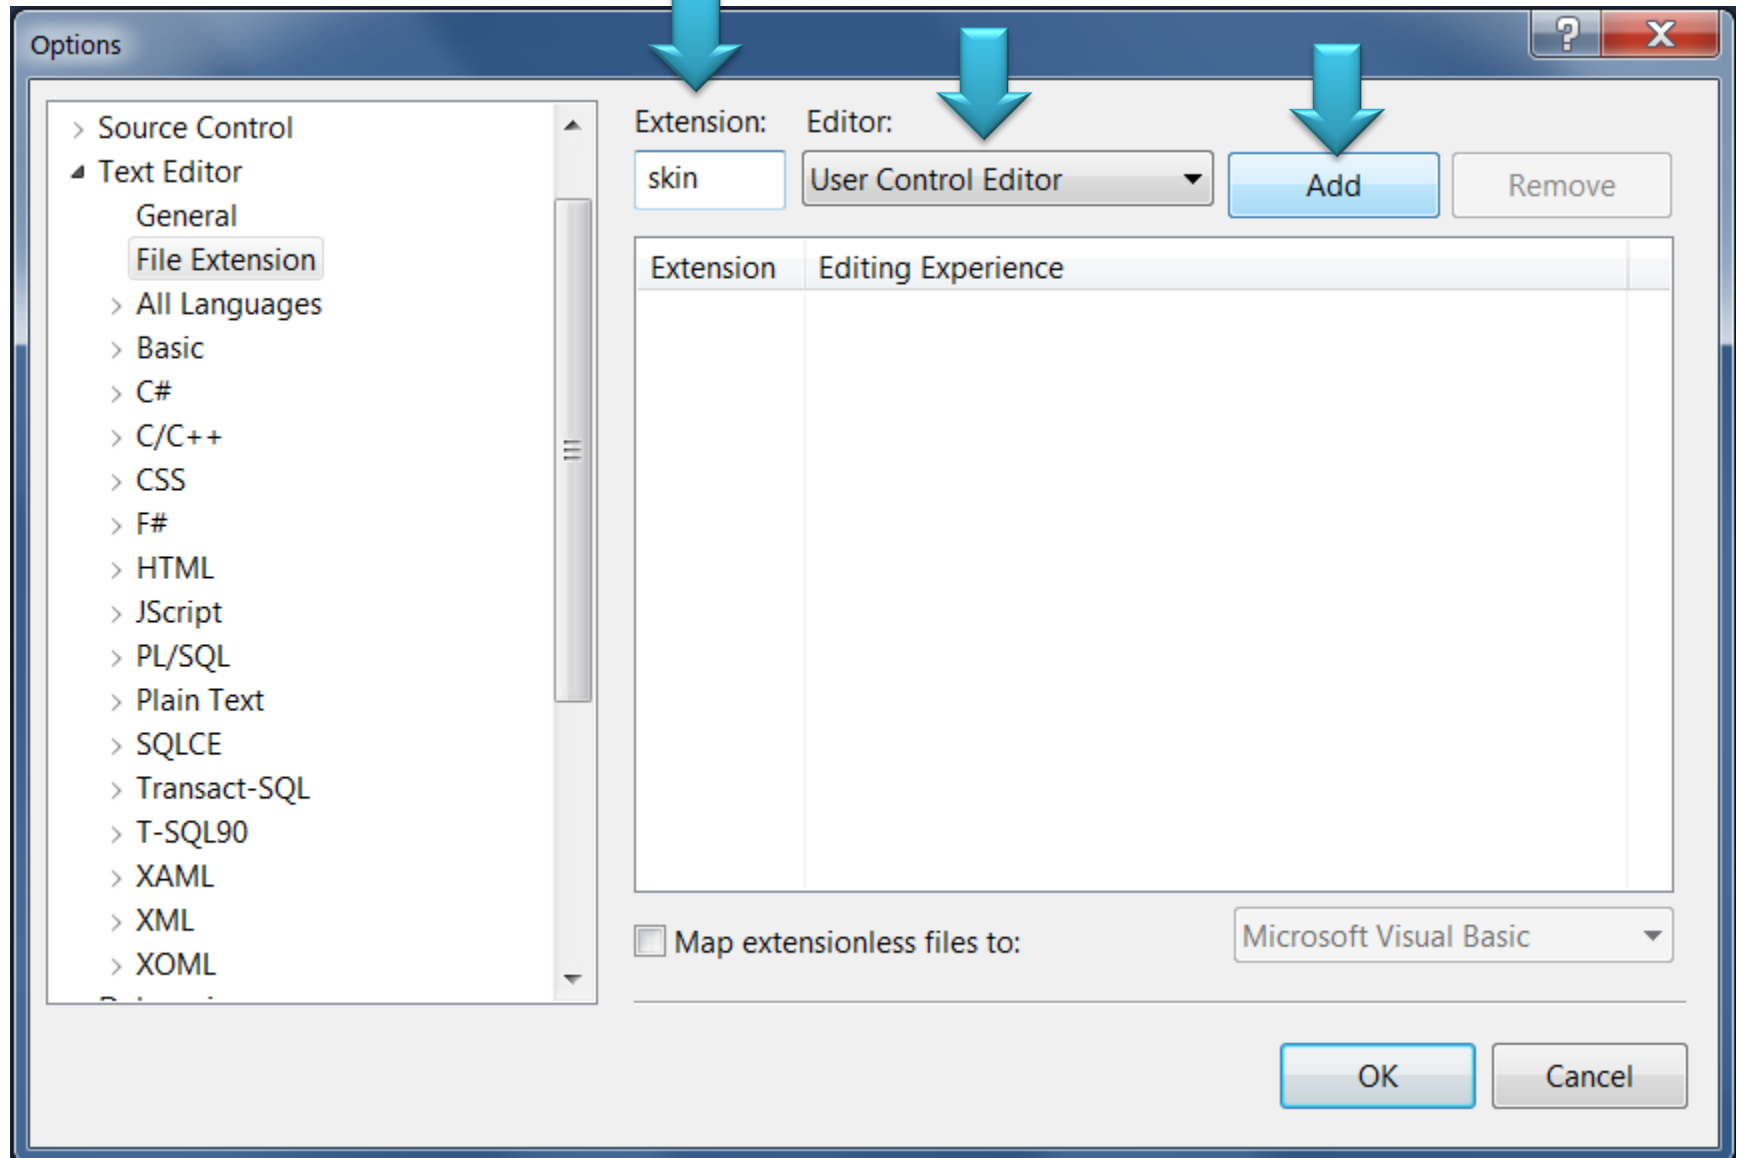 Options
Source Control
Text Editor
General
File Extension
All Languages
Basic
C#
C/C++
CSS
F#
HTML
JScript
PL/SQL
Plain Text
SQLCE
Transact-SQL
T-SQL90
XAML
XML
XOML
Extension: Editor:
skin User Control Editor Add Remove
Extension Editing Experience
Map extensionless files to: Microsoft Visual Basic
OK Cancel